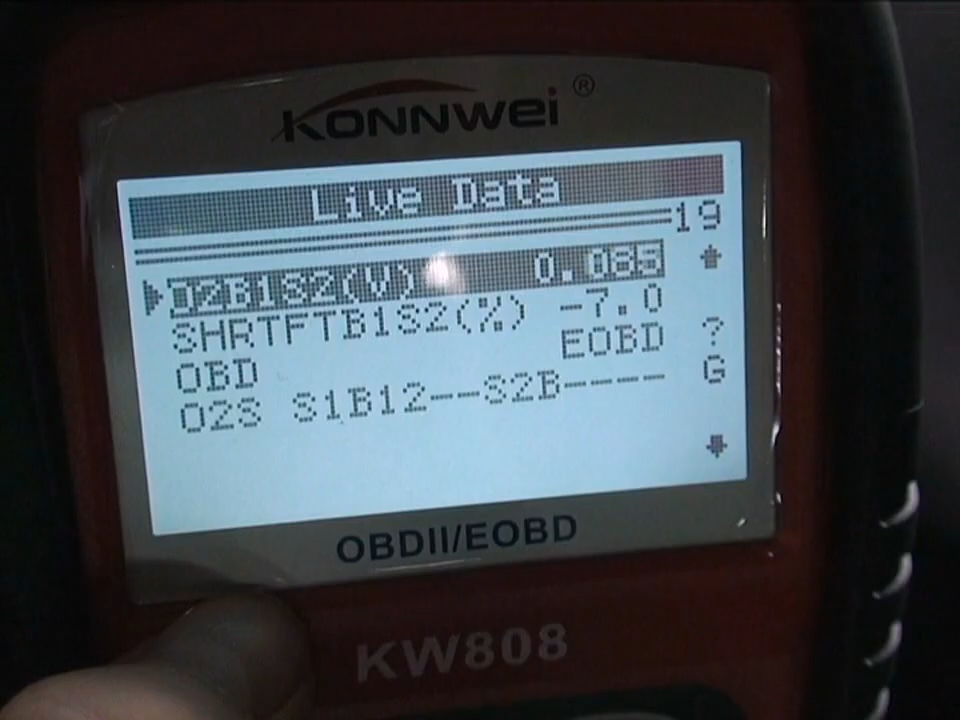 KONNWEI®
Live Data
19
O2B1S2(V) 0.085
SHRTFTB1S2(%) -7.0
OBD EOBD
?
O2S S1B12--S2B----
G
OBDII/EOBD
KW808